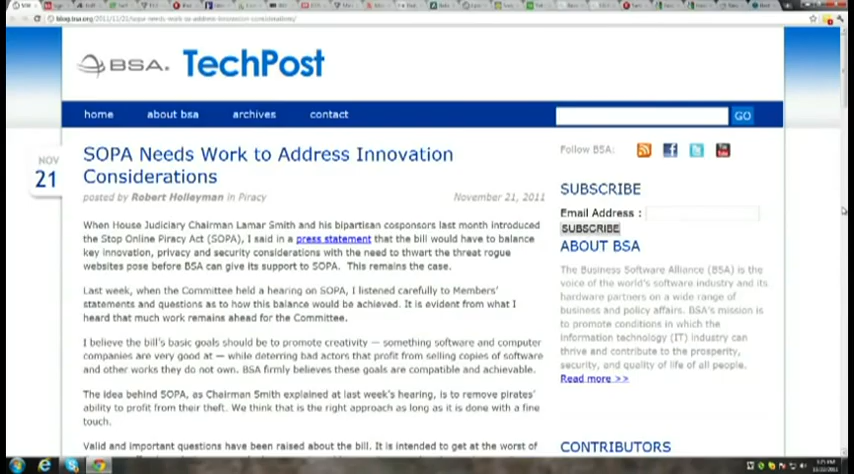 blog.bsa.org/2011/11/21/sopa-needs-work-to-address-innovation-considerations/
BSA. TechPost
home about bsa archives contact
GO
NOV
21
SOPA Needs Work to Address Innovation
Considerations
posted by Robert Holleyman in Piracy November 21, 2011
When House Judiciary Chairman Lamar Smith and his bipartisan cosponsors last month introduced
the Stop Online Piracy Act (SOPA), I said in a press statement that the bill would have to balance
key innovation, privacy and security considerations with the need to thwart the threat rogue
websites pose before BSA can give its support to SOPA. This remains the case.
Last week, when the Committee held a hearing on SOPA, I listened carefully to Members'
statements and questions as to how this balance would be achieved. It is evident from what I
heard that much work remains ahead for the Committee.
I believe the bill's basic goals should be to promote creativity — something software and computer
companies are very good at — while deterring bad actors that profit from selling copies of software
and other works they do not own. BSA firmly believes these goals are compatible and achievable.
The idea behind SOPA, as Chairman Smith explained at last week's hearing, is to remove pirates'
ability to profit from their theft. We think that is the right approach as long as it is done with a fine
touch.
Valid and important questions have been raised about the bill. It is intended to get at the worst of
Follow BSA:
You
SUBSCRIBE
Email Address :
SUBSCRIBE
ABOUT BSA
The Business Software Alliance (BSA) is the
voice of the world's software industry and its
hardware partners on a wide range of
business and policy affairs. BSA's mission is
to promote conditions in which the
information technology (IT) industry can
thrive and contribute to the prosperity,
security, and quality of life of all people.
Read more >>
CONTRIBUTORS